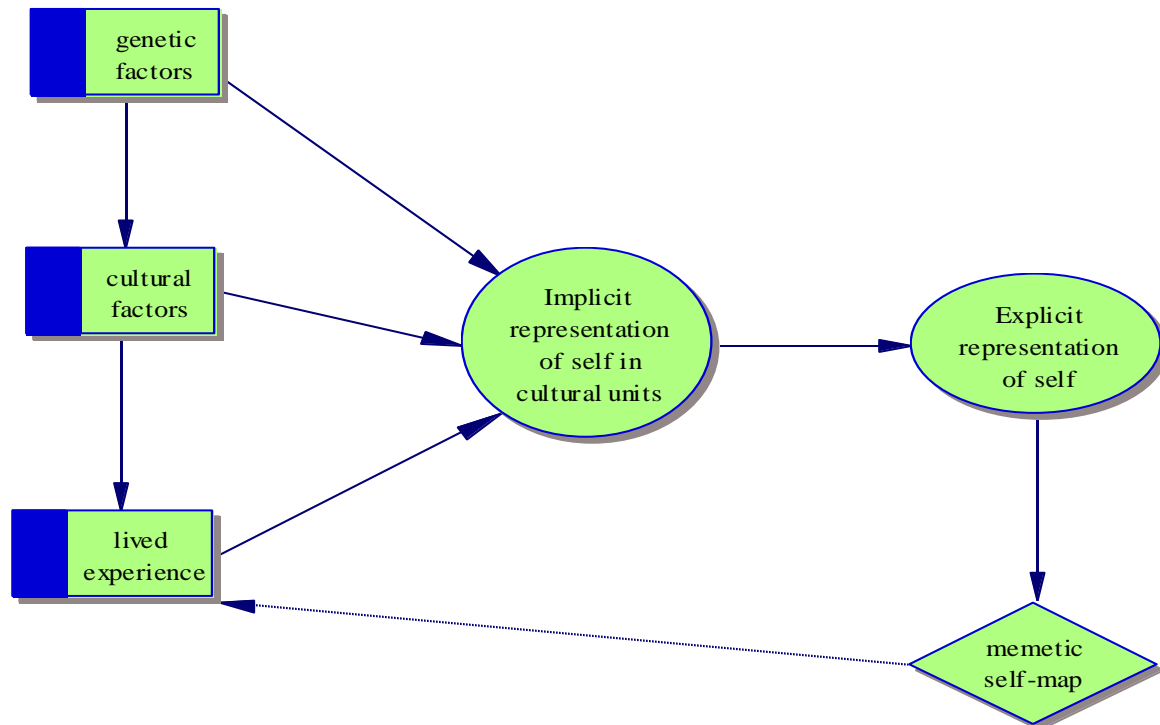 genetic
factors
cultural
factors
lived
experience
Implicit
representation
of self in
cultural units
Explicit
representation
of self
memetic
self-map